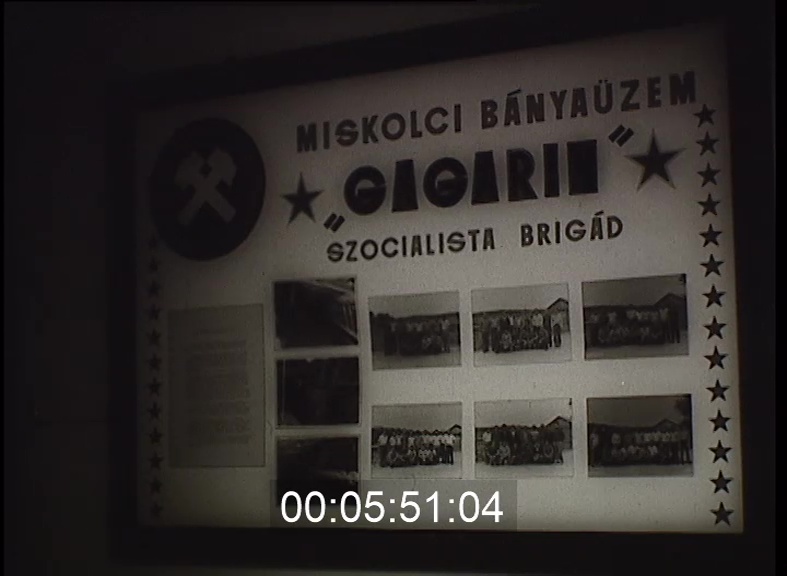 MISKOLCI BÁNYAÜZEM
„GAGARIN"
SZOCIALISTA BRIGÁD
00:05:51:04